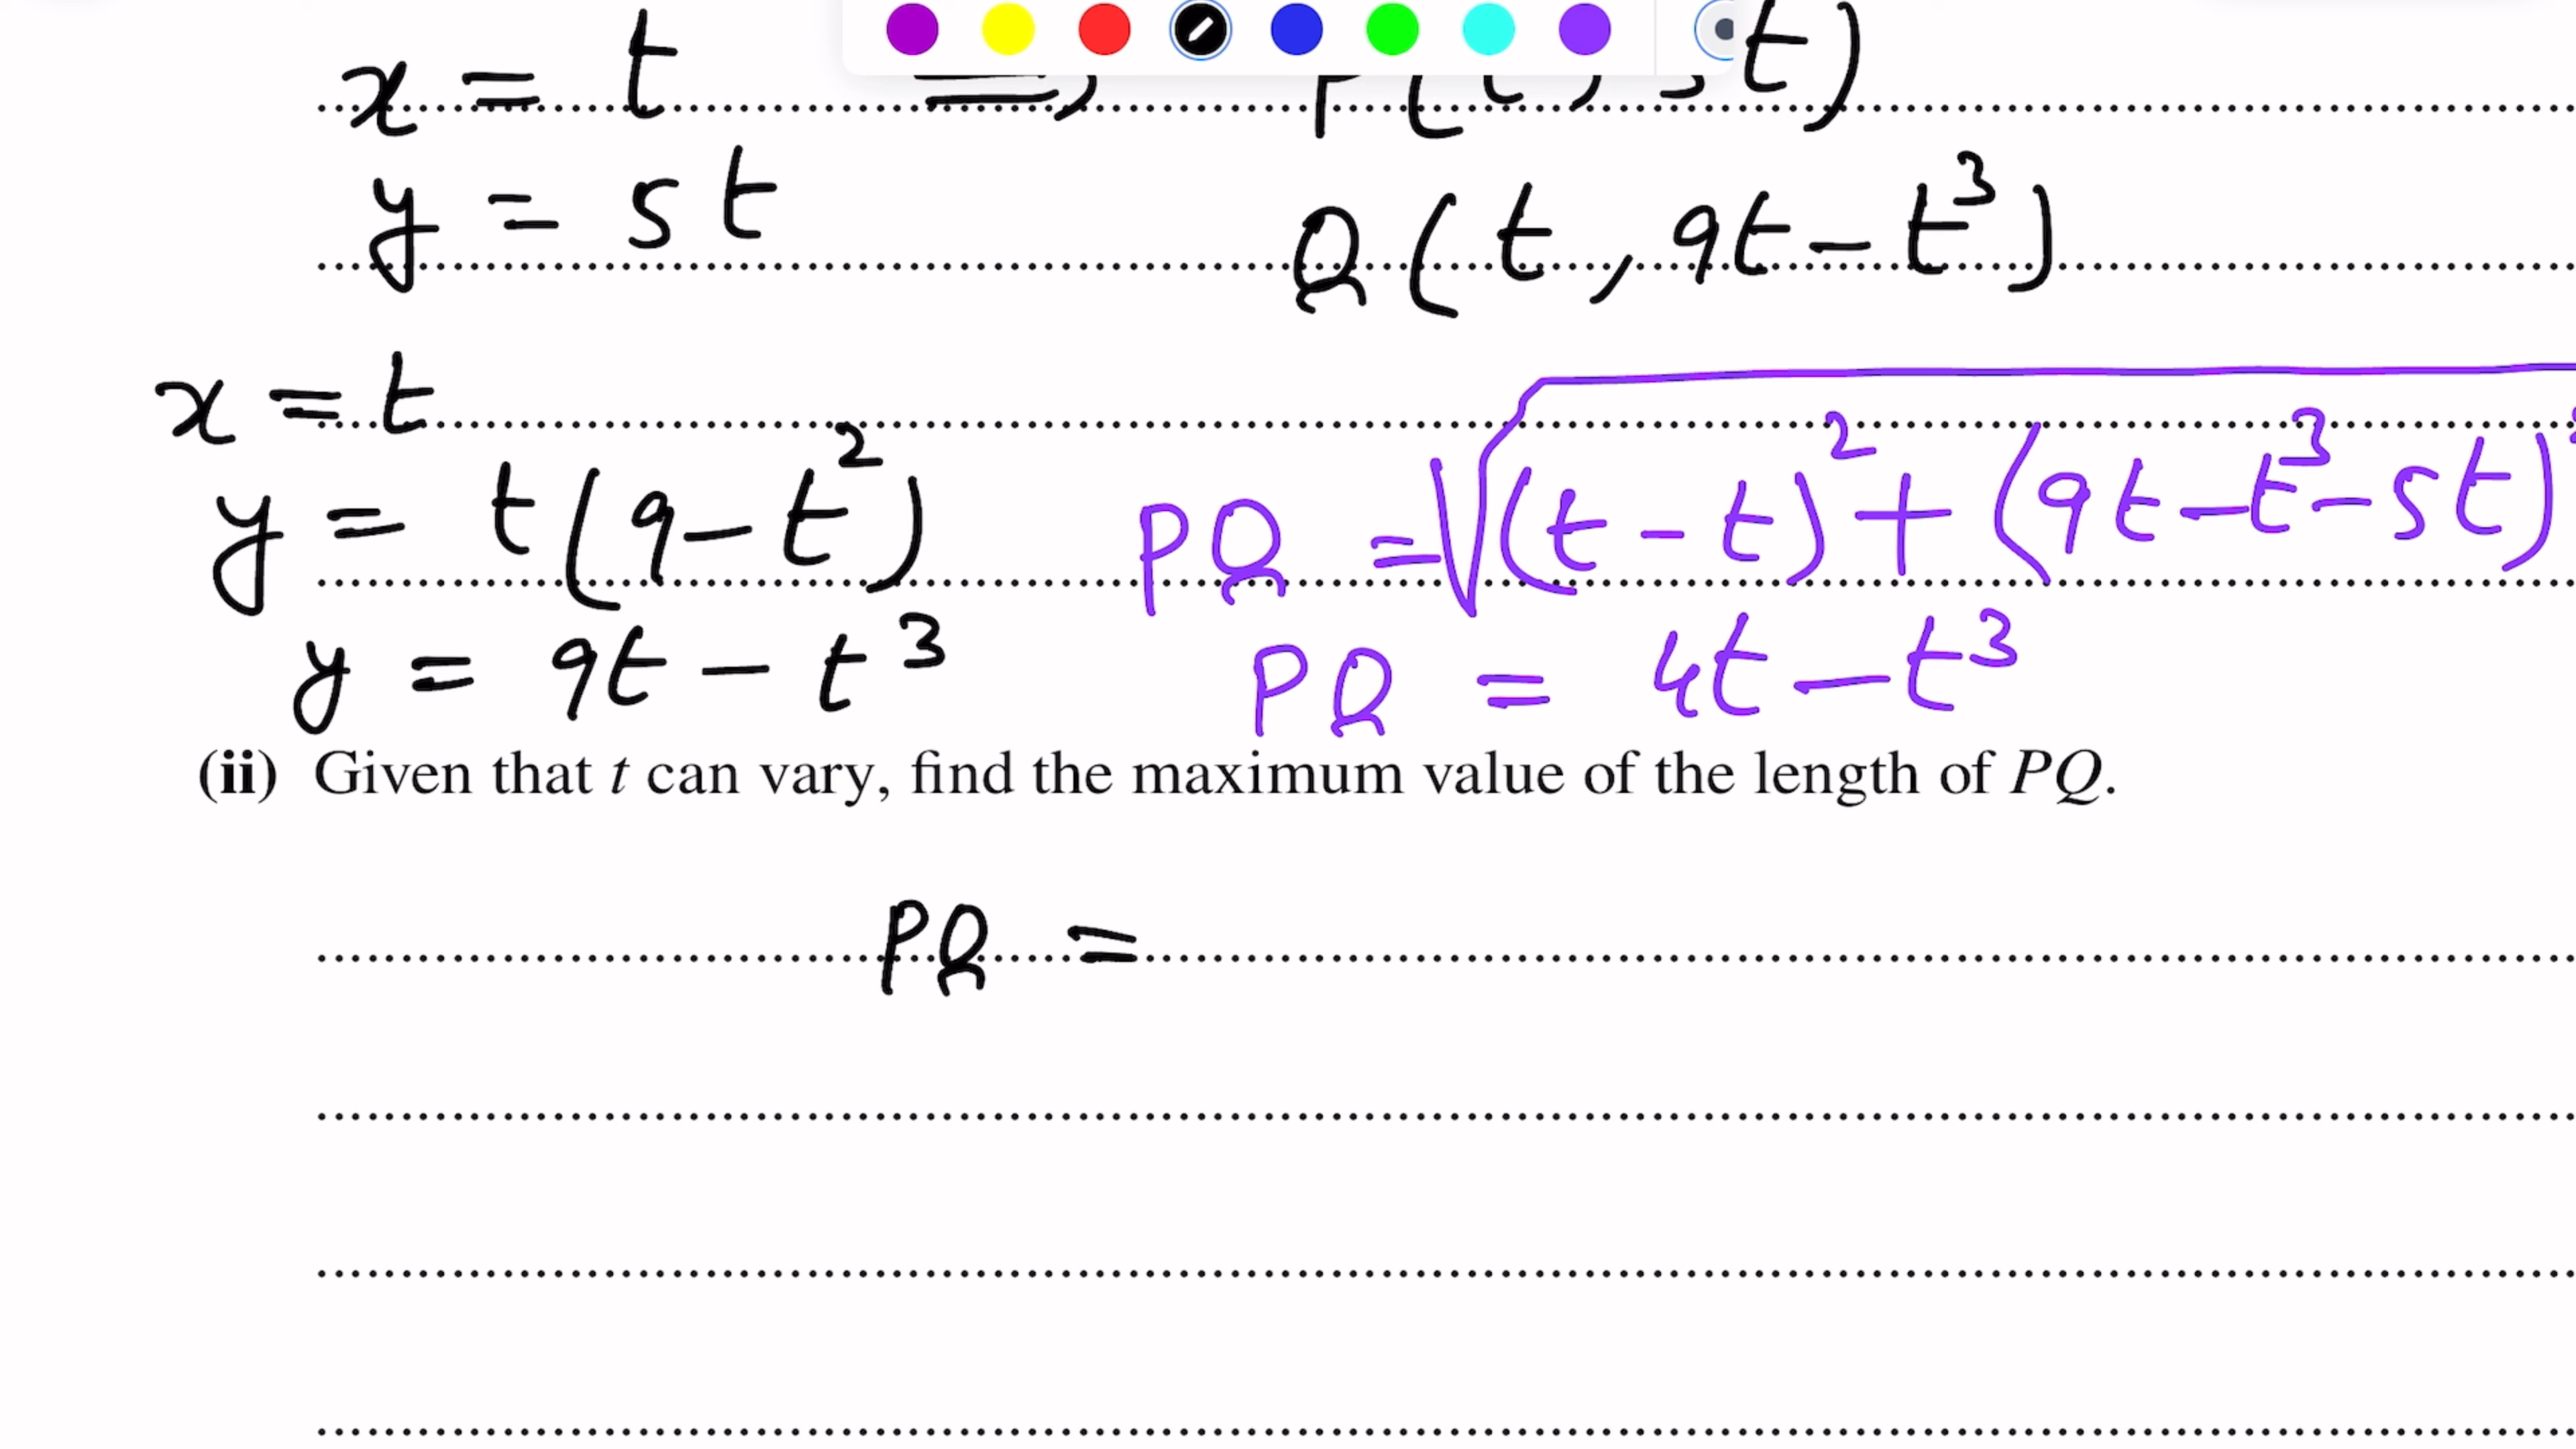 x = t ⇒ P(t, 5t)
y = 5t
Q(t, 9t − t³)
x = t
y = t(9 − t²)
PQ = √((t − t)² + (9t − t³ − 5t)²
y = 9t − t³
PQ = 4t − t³
(ii) Given that t can vary, find the maximum value of the length of PQ.
PQ =